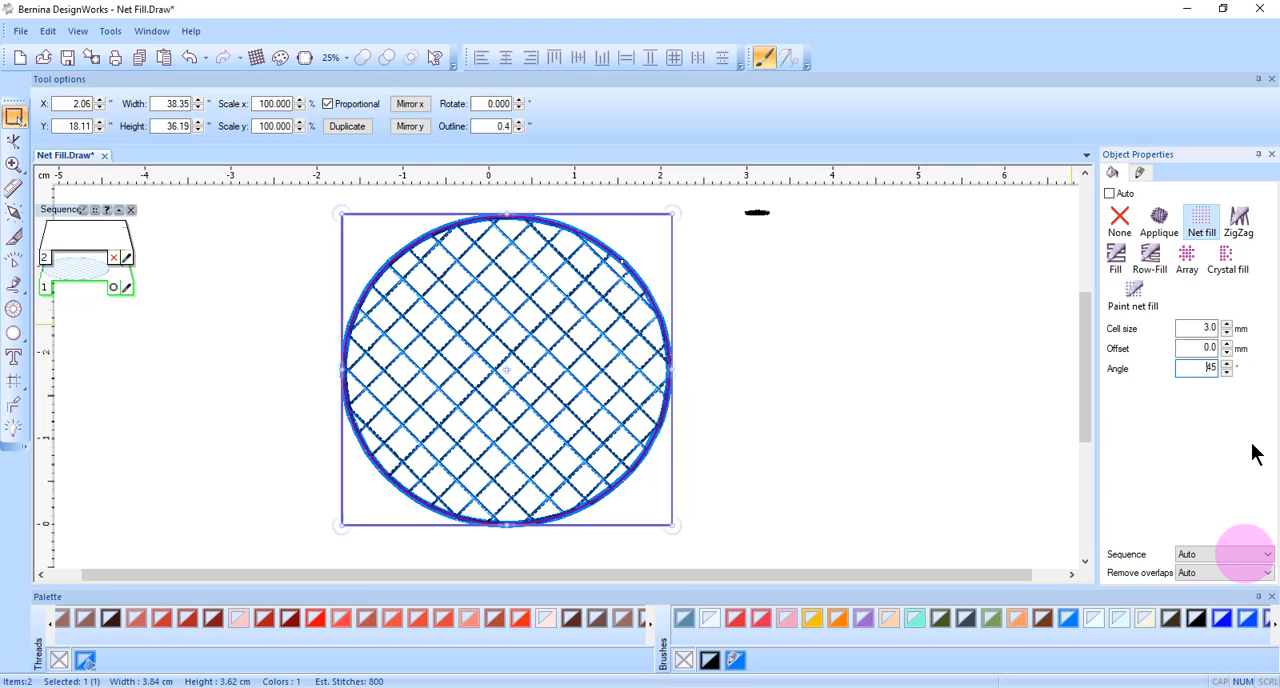 Bernina DesignWorks - Net Fill.Draw*
File Edit View Tools Window Help
25%
Tool options
X: 2.06 " Width: 38.35 " Scale x: 100.000 % Proportional Mirror x Rotate: 0.000 °
Y: 18.11 " Height: 36.19 " Scale y: 100.000 % Duplicate Mirror y Outline: 0.4 "
Net Fill.Draw*
cm -5 -4 -3 -2 -1 0 1 2 3 4 5 6
Sequence
2
1
-2
-1
-0
Object Properties
Auto
None Applique Net fill ZigZag
Fill Row-Fill Array Crystal fill
Paint net fill
Cell size 3.0 mm
Offset 0.0 mm
Angle 45 °
Sequence Auto
Remove overlaps Auto
Palette
Threads
Brushes
Items:2 Selected: 1 (1) Width : 3.84 cm Height : 3.62 cm Colors : 1 Est. Stitches: 800 CAP NUM SCRL